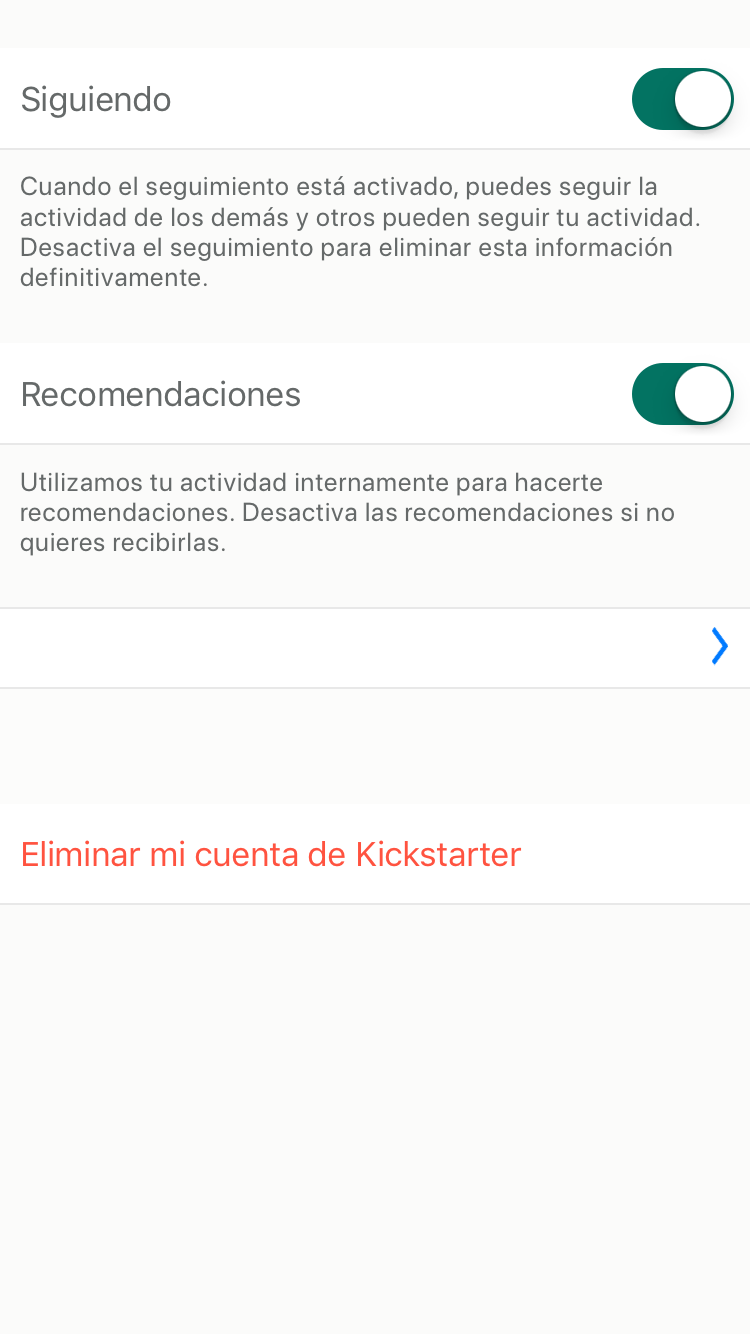 Siguiendo
Cuando el seguimiento está activado, puedes seguir la
actividad de los demás y otros pueden seguir tu actividad.
Desactiva el seguimiento para eliminar esta información
definitivamente.
Recomendaciones
Utilizamos tu actividad internamente para hacerte
recomendaciones. Desactiva las recomendaciones si no
quieres recibirlas.
Eliminar mi cuenta de Kickstarter